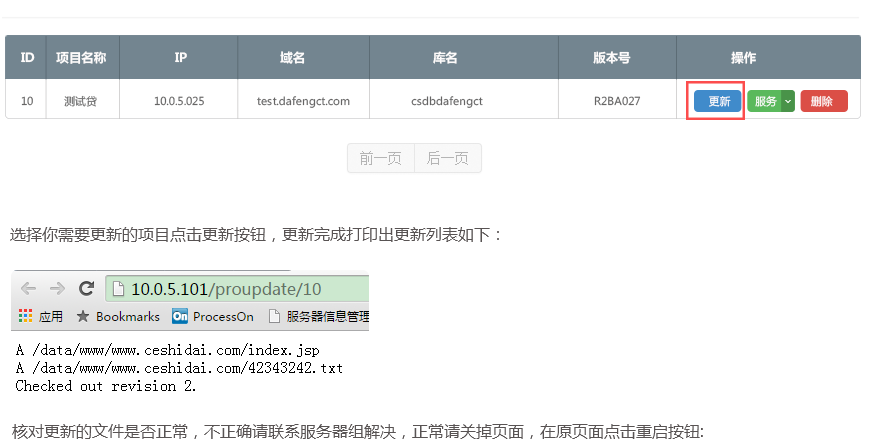 ID 项目名称 IP 域名 库名 版本号 操作
10 测试贷 10.0.5.025 test.dafengct.com csdbdafengct R2BA027 更新 服务 删除
前一页 后一页
选择你需要更新的项目点击更新按钮，更新完成打印出更新列表如下：
10.0.5.101/proupdate/10
应用 Bookmarks On ProcessOn 服务器信息管理
A /data/www/www.ceshidai.com/index.jsp
A /data/www/www.ceshidai.com/42343242.txt
Checked out revision 2.
核对更新的文件是否正常，不正确请联系服务器组解决，正常请关掉页面，在原页面点击重启按钮: